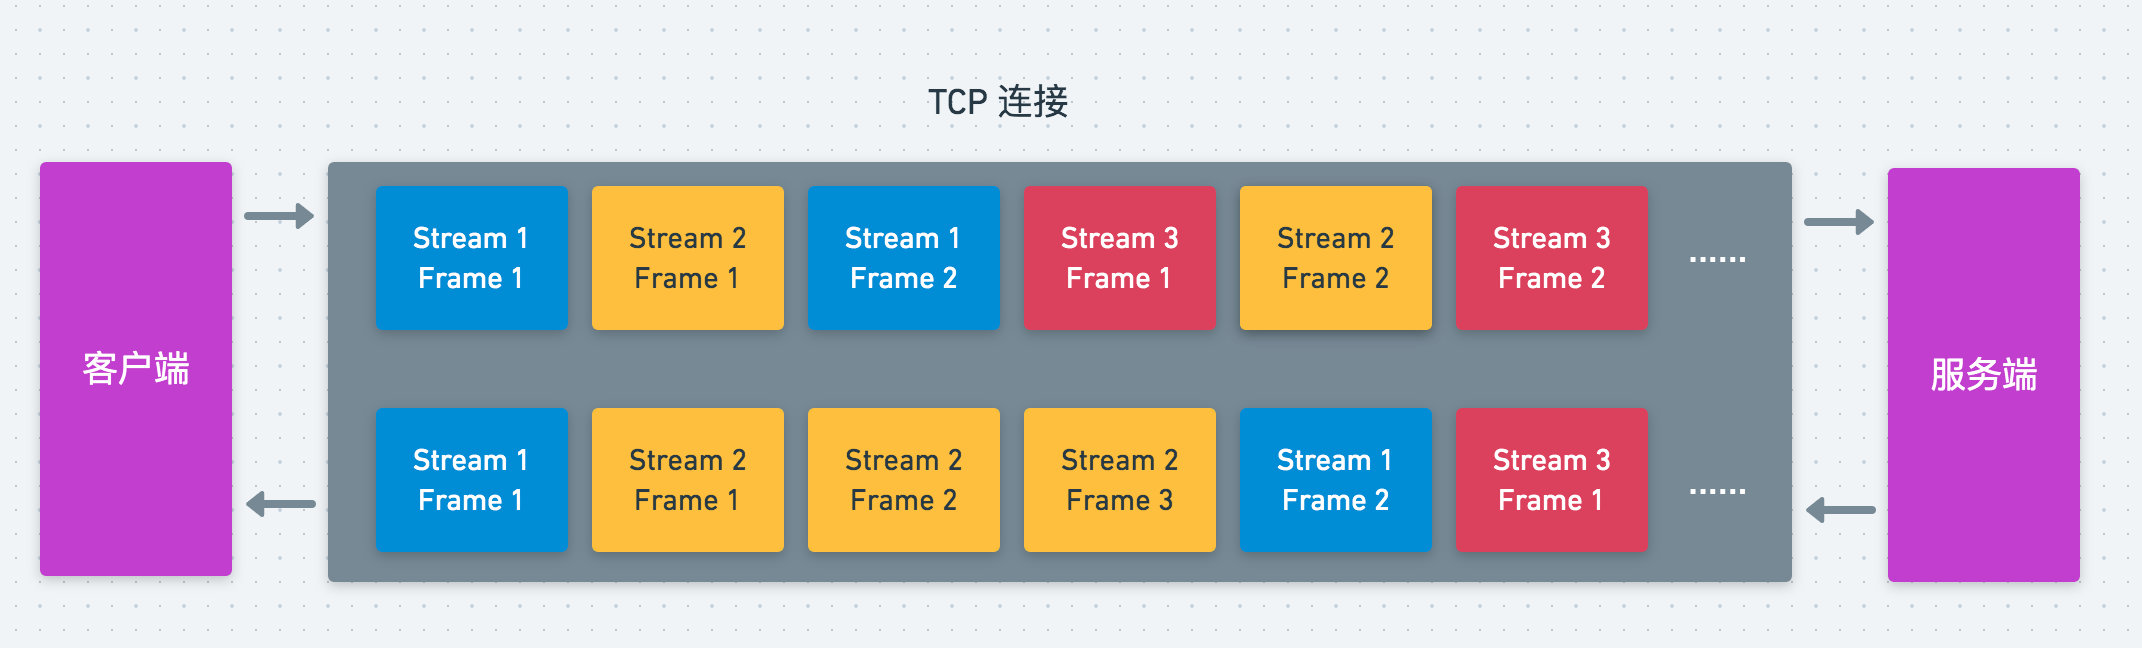 TCP 连接
客户端
Stream 1
Frame 1
Stream 2
Frame 1
Stream 1
Frame 2
Stream 3
Frame 1
Stream 2
Frame 2
Stream 3
Frame 2
......
Stream 1
Frame 1
Stream 2
Frame 1
Stream 2
Frame 2
Stream 2
Frame 3
Stream 1
Frame 2
Stream 3
Frame 1
......
服务端